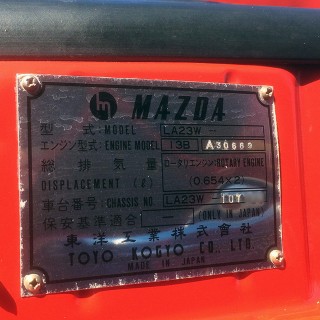 m MAZDA
型式 MODEL LA23W-
エンジン型式 ENGINE MODEL 13B A30669
総排気量 ロータリエンジン(ROTARY ENGINE)
DISPLACEMENT (ℓ) (0.654×2)
車台番号 CHASSIS NO LA23W-
保安基準適合 — (ONLY IN JAPAN)
東洋工業株式会社
TOYO KOGYO CO., LTD
MADE IN JAPAN